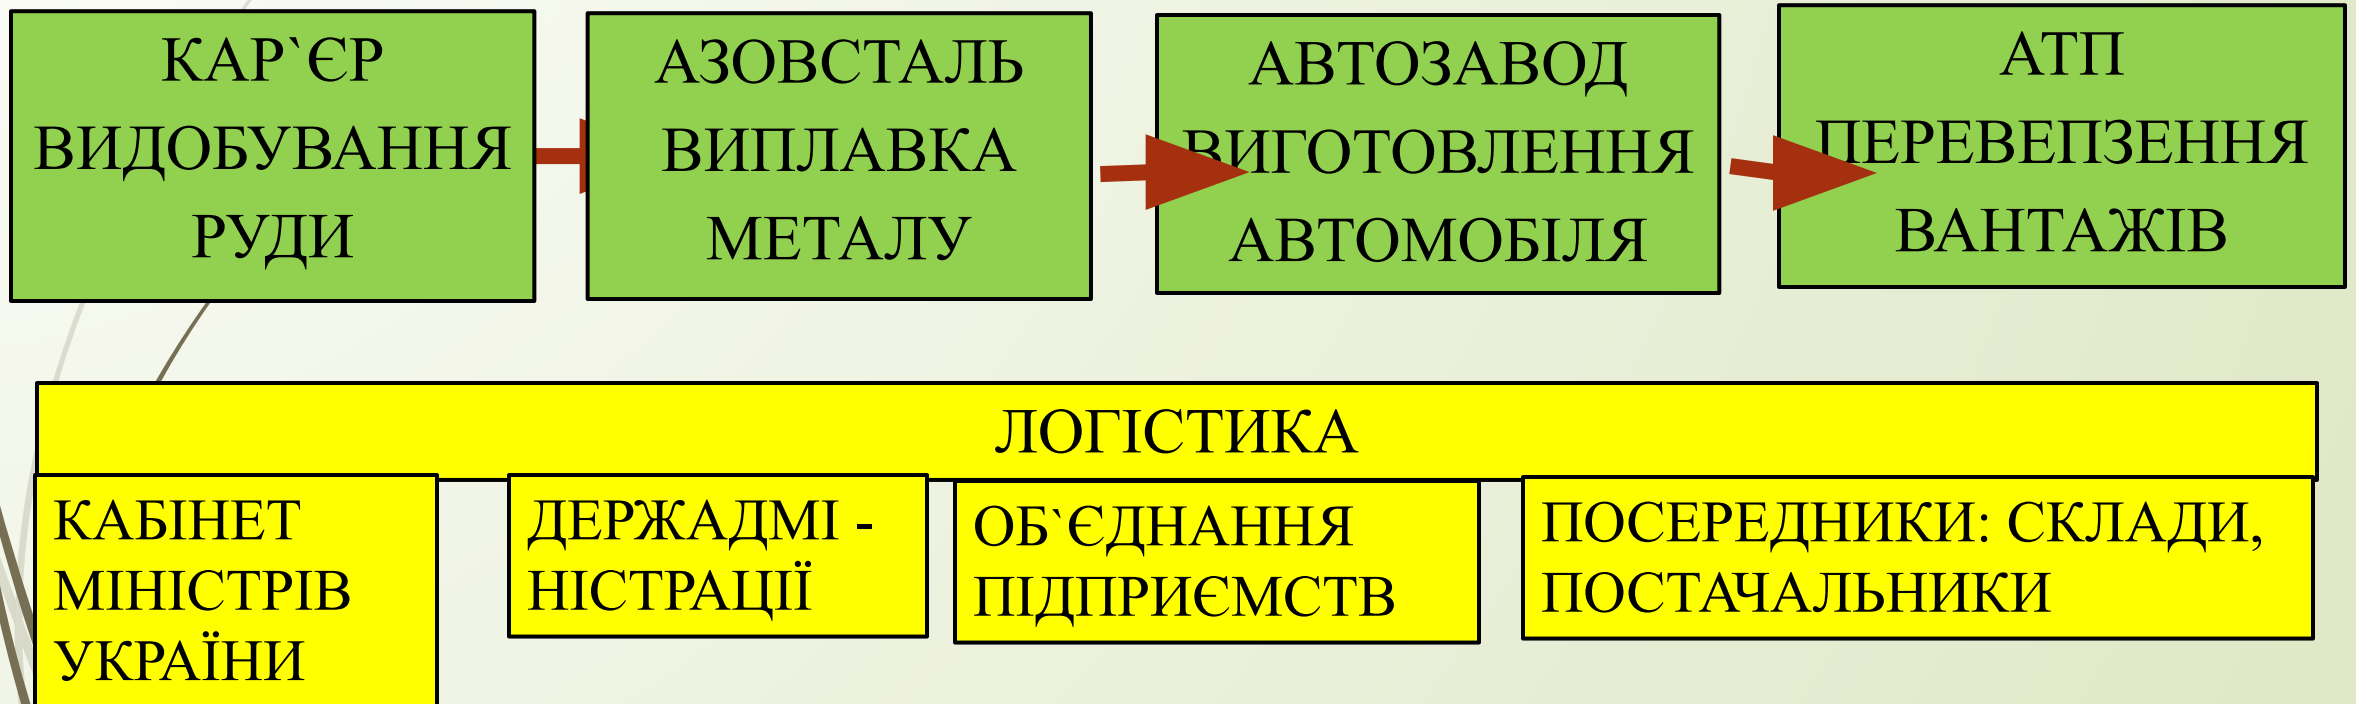 КАР`ЄР
ВИДОБУВАННЯ
РУДИ
АЗОВСТАЛЬ
ВИПЛАВКА
МЕТАЛУ
АВТОЗАВОД
ВИГОТОВЛЕННЯ
АВТОМОБІЛЯ
АТП
ПЕРЕВЕПЗЕННЯ
ВАНТАЖІВ
ЛОГІСТИКА
КАБІНЕТ
МІНІСТРІВ
УКРАЇНИ
ДЕРЖАДМІ -
НІСТРАЦІЇ
ОБ`ЄДНАННЯ
ПІДПРИЄМСТВ
ПОСЕРЕДНИКИ: СКЛАДИ,
ПОСТАЧАЛЬНИКИ